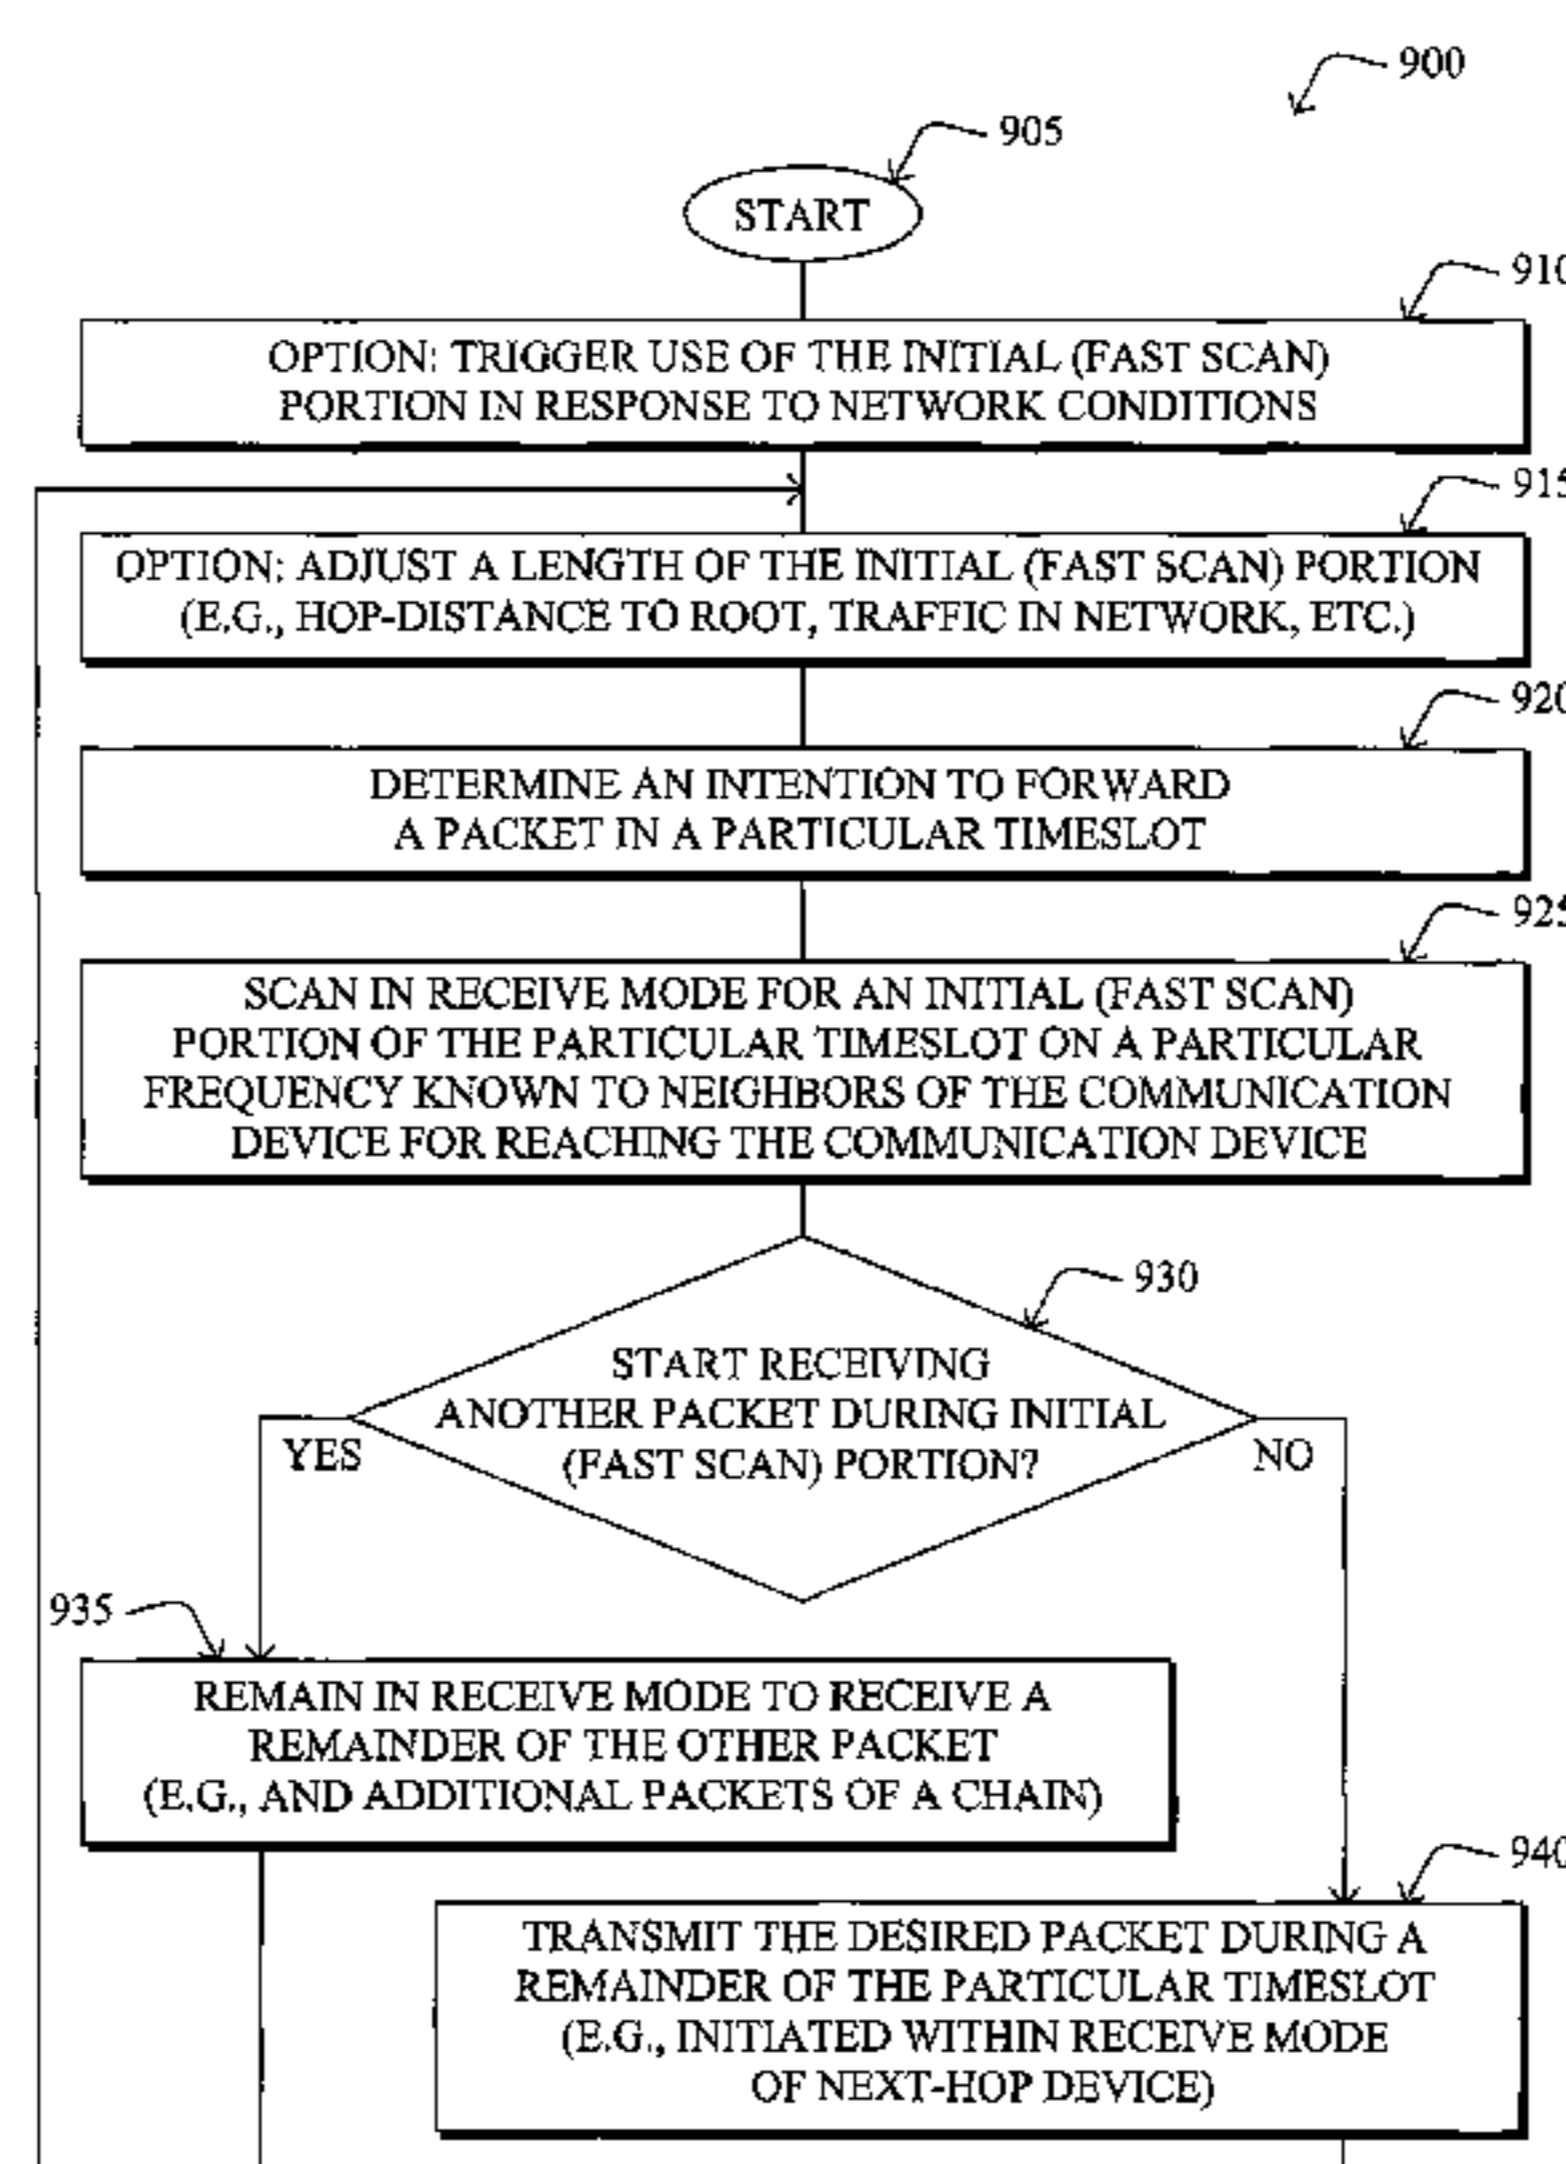 900
905
START
910
OPTION: TRIGGER USE OF THE INITIAL (FAST SCAN)
PORTION IN RESPONSE TO NETWORK CONDITIONS
915
OPTION: ADJUST A LENGTH OF THE INITIAL (FAST SCAN) PORTION
(E.G., HOP-DISTANCE TO ROOT, TRAFFIC IN NETWORK, ETC.)
920
DETERMINE AN INTENTION TO FORWARD
A PACKET IN A PARTICULAR TIMESLOT
925
SCAN IN RECEIVE MODE FOR AN INITIAL (FAST SCAN)
PORTION OF THE PARTICULAR TIMESLOT ON A PARTICULAR
FREQUENCY KNOWN TO NEIGHBORS OF THE COMMUNICATION
DEVICE FOR REACHING THE COMMUNICATION DEVICE
930
START RECEIVING
ANOTHER PACKET DURING INITIAL
(FAST SCAN) PORTION?
YES
NO
935
REMAIN IN RECEIVE MODE TO RECEIVE A
REMAINDER OF THE OTHER PACKET
(E.G., AND ADDITIONAL PACKETS OF A CHAIN)
940
TRANSMIT THE DESIRED PACKET DURING A
REMAINDER OF THE PARTICULAR TIMESLOT
(E.G., INITIATED WITHIN RECEIVE MODE
OF NEXT-HOP DEVICE)